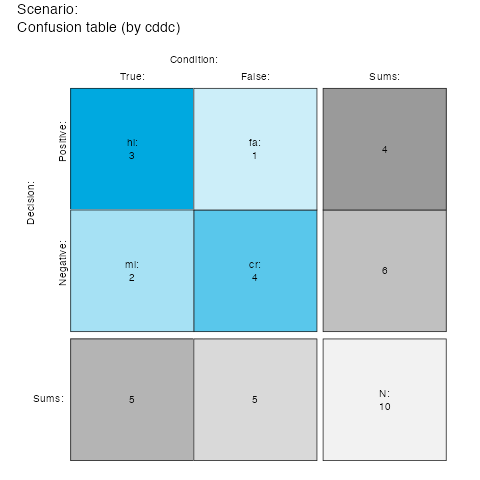 Scenario:
Confusion table (by cddc)
Condition:
True: False: Sums:
Decision:
Positive:
hi: fa:
3 1 4
Negative:
mi: cr:
2 4 6
Sums: 5 5
N:
10